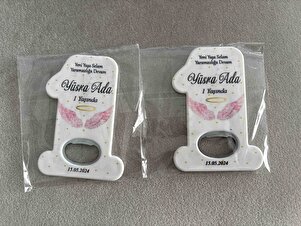 Yeni Yaşa Selam
Yaramazlığa Devam
Yüsra Ada
1 Yaşında
15.05.2024
Yeni Yaşa Selam
Yaramazlığa Devam
Yüsra Ada
1 Yaşında
15.05.2024